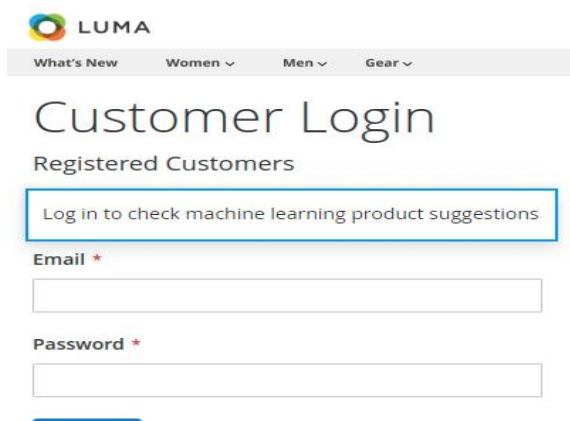 LUMA
What's New Women Men Gear
Customer Login
Registered Customers
Log in to check machine learning product suggestions
Email *
Password *